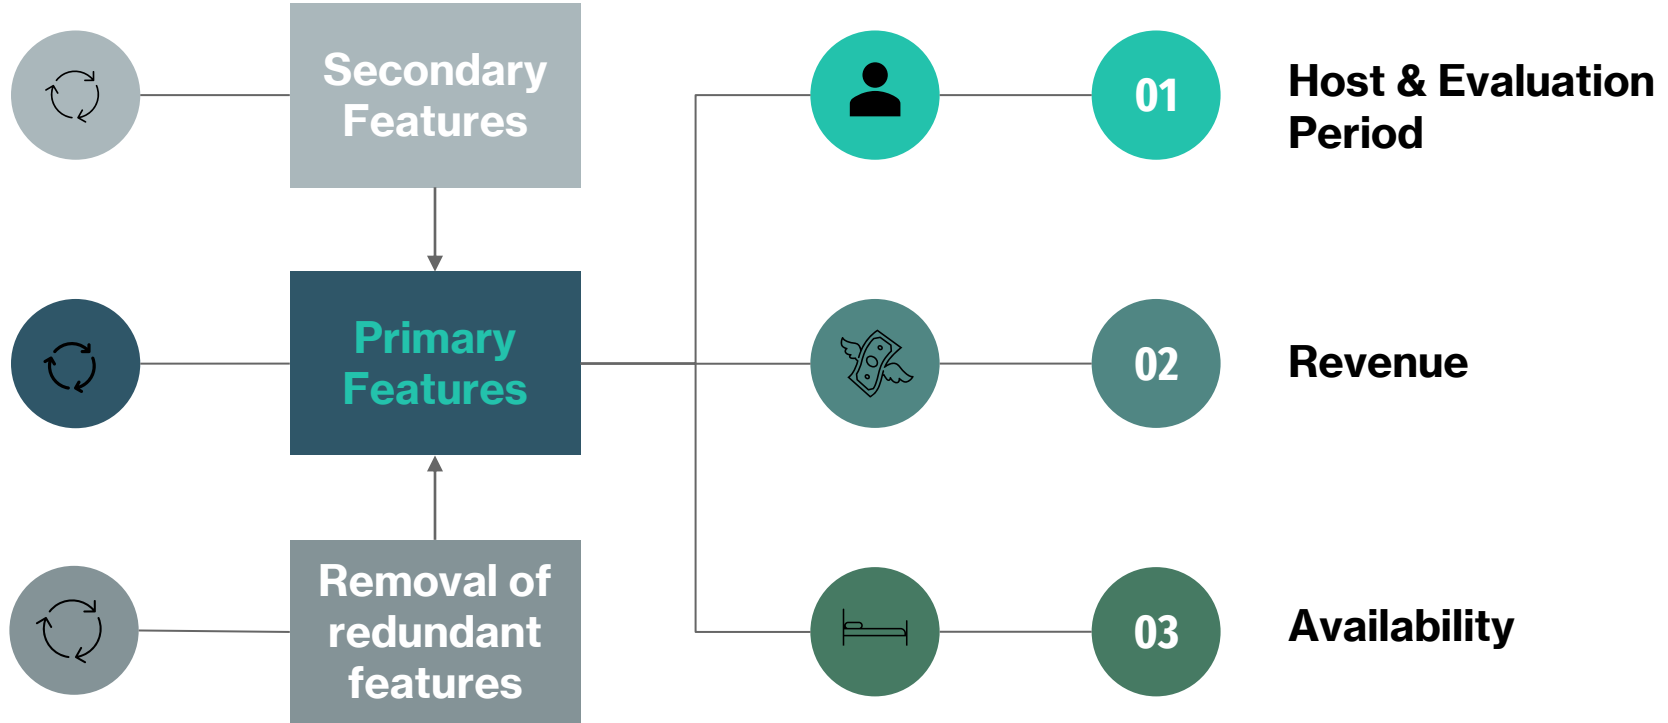 Secondary
Features
01
Host & Evaluation
Period
Primary
Features
02
Revenue
Removal of
redundant
features
03
Availability